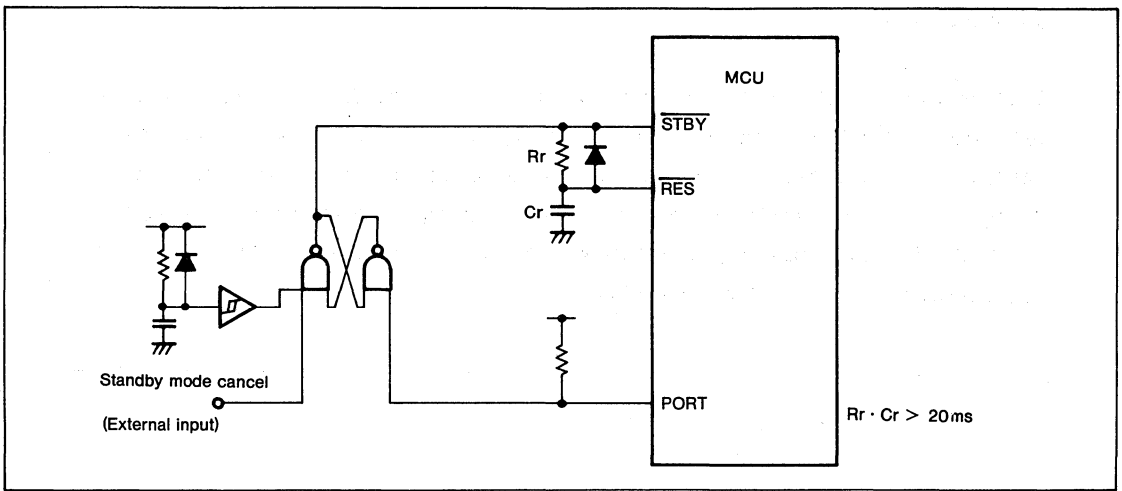 MCU
STBY
Rr
RES
Cr
Standby mode cancel
(External input)
PORT
Rr · Cr > 20ms